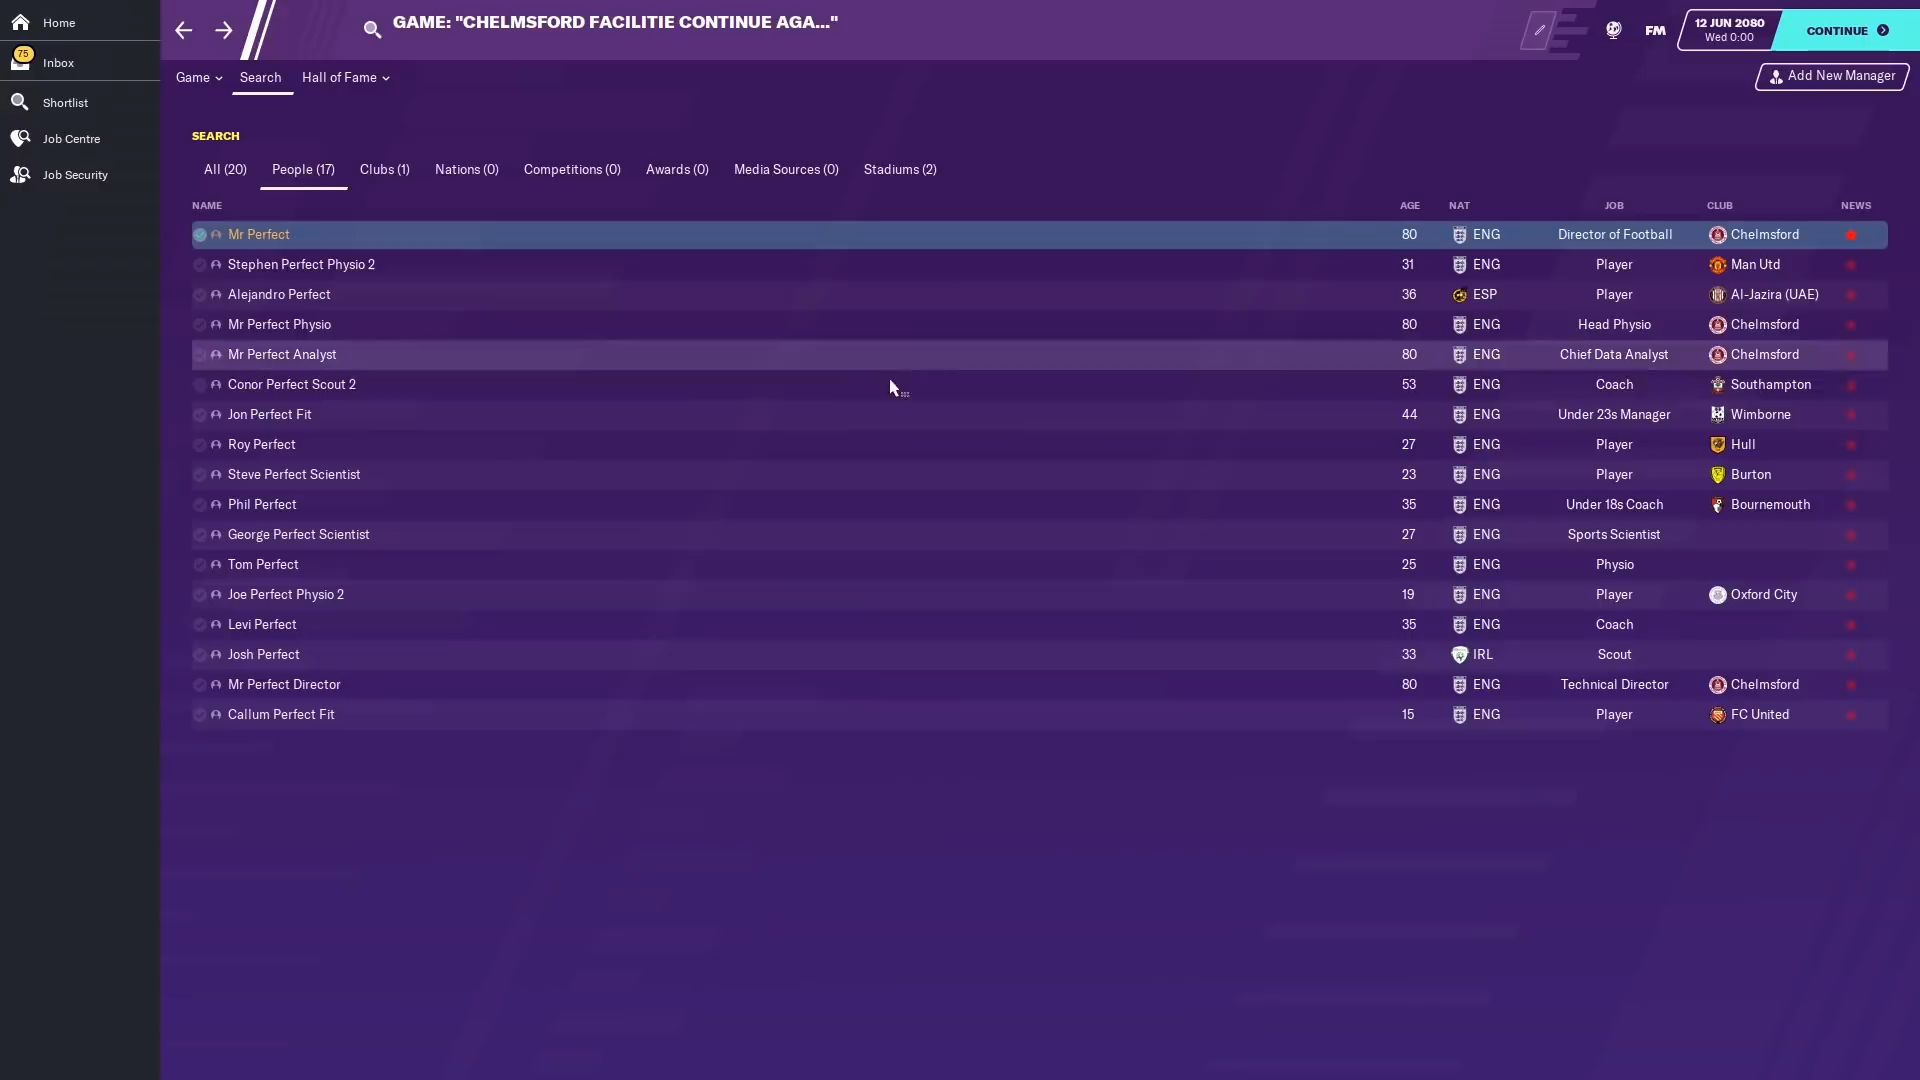 Home
75
Inbox
Shortlist
Job Centre
Job Security
GAME: "CHELMSFORD FACILITIE CONTINUE AGA..."
FM
12 JUN 2080
Wed 0:00
CONTINUE
Game
Search
Hall of Fame
Add New Manager
SEARCH
All (20) People (17) Clubs (1) Nations (0) Competitions (0) Awards (0) Media Sources (0) Stadiums (2)
NAME AGE NAT JOB CLUB NEWS
Mr Perfect 80 ENG Director of Football Chelmsford
Stephen Perfect Physio 2 31 ENG Player Man Utd
Alejandro Perfect 36 ESP Player Al-Jazira (UAE)
Mr Perfect Physio 80 ENG Head Physio Chelmsford
Mr Perfect Analyst 80 ENG Chief Data Analyst Chelmsford
Conor Perfect Scout 2 53 ENG Coach Southampton
Jon Perfect Fit 44 ENG Under 23s Manager Wimborne
Roy Perfect 27 ENG Player Hull
Steve Perfect Scientist 23 ENG Player Burton
Phil Perfect 35 ENG Under 18s Coach Bournemouth
George Perfect Scientist 27 ENG Sports Scientist
Tom Perfect 25 ENG Physio
Joe Perfect Physio 2 19 ENG Player Oxford City
Levi Perfect 35 ENG Coach
Josh Perfect 33 IRL Scout
Mr Perfect Director 80 ENG Technical Director Chelmsford
Callum Perfect Fit 15 ENG Player FC United